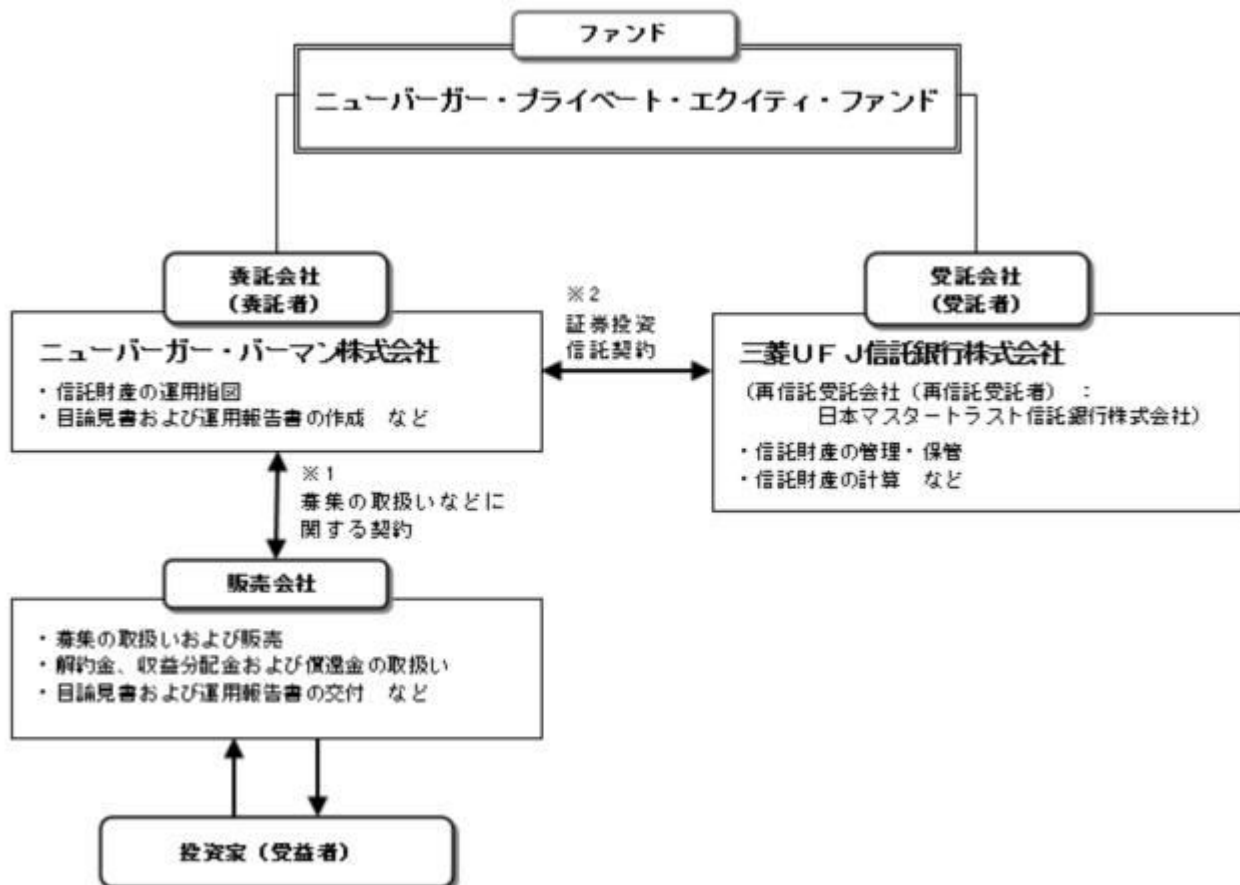 ファンド
ニューバーガー・プライベート・エクイティ・ファンド
委託会社
(委託者)
ニューバーガー・バーマン株式会社
・信託財産の運用指図
・目論見書および運用報告書の作成 など
※2
証券投資
信託契約
受託会社
(受託者)
三菱UFJ信託銀行株式会社
(再信託受託会社(再信託受託者) :
日本マスタートラスト信託銀行株式会社)
・信託財産の管理・保管
・信託財産の計算 など
※1
募集の取扱いなどに
関する契約
販売会社
・募集の取扱いおよび販売
・解約金、収益分配金および償還金の取扱い
・目論見書および運用報告書の交付 など
投資家(受益者)